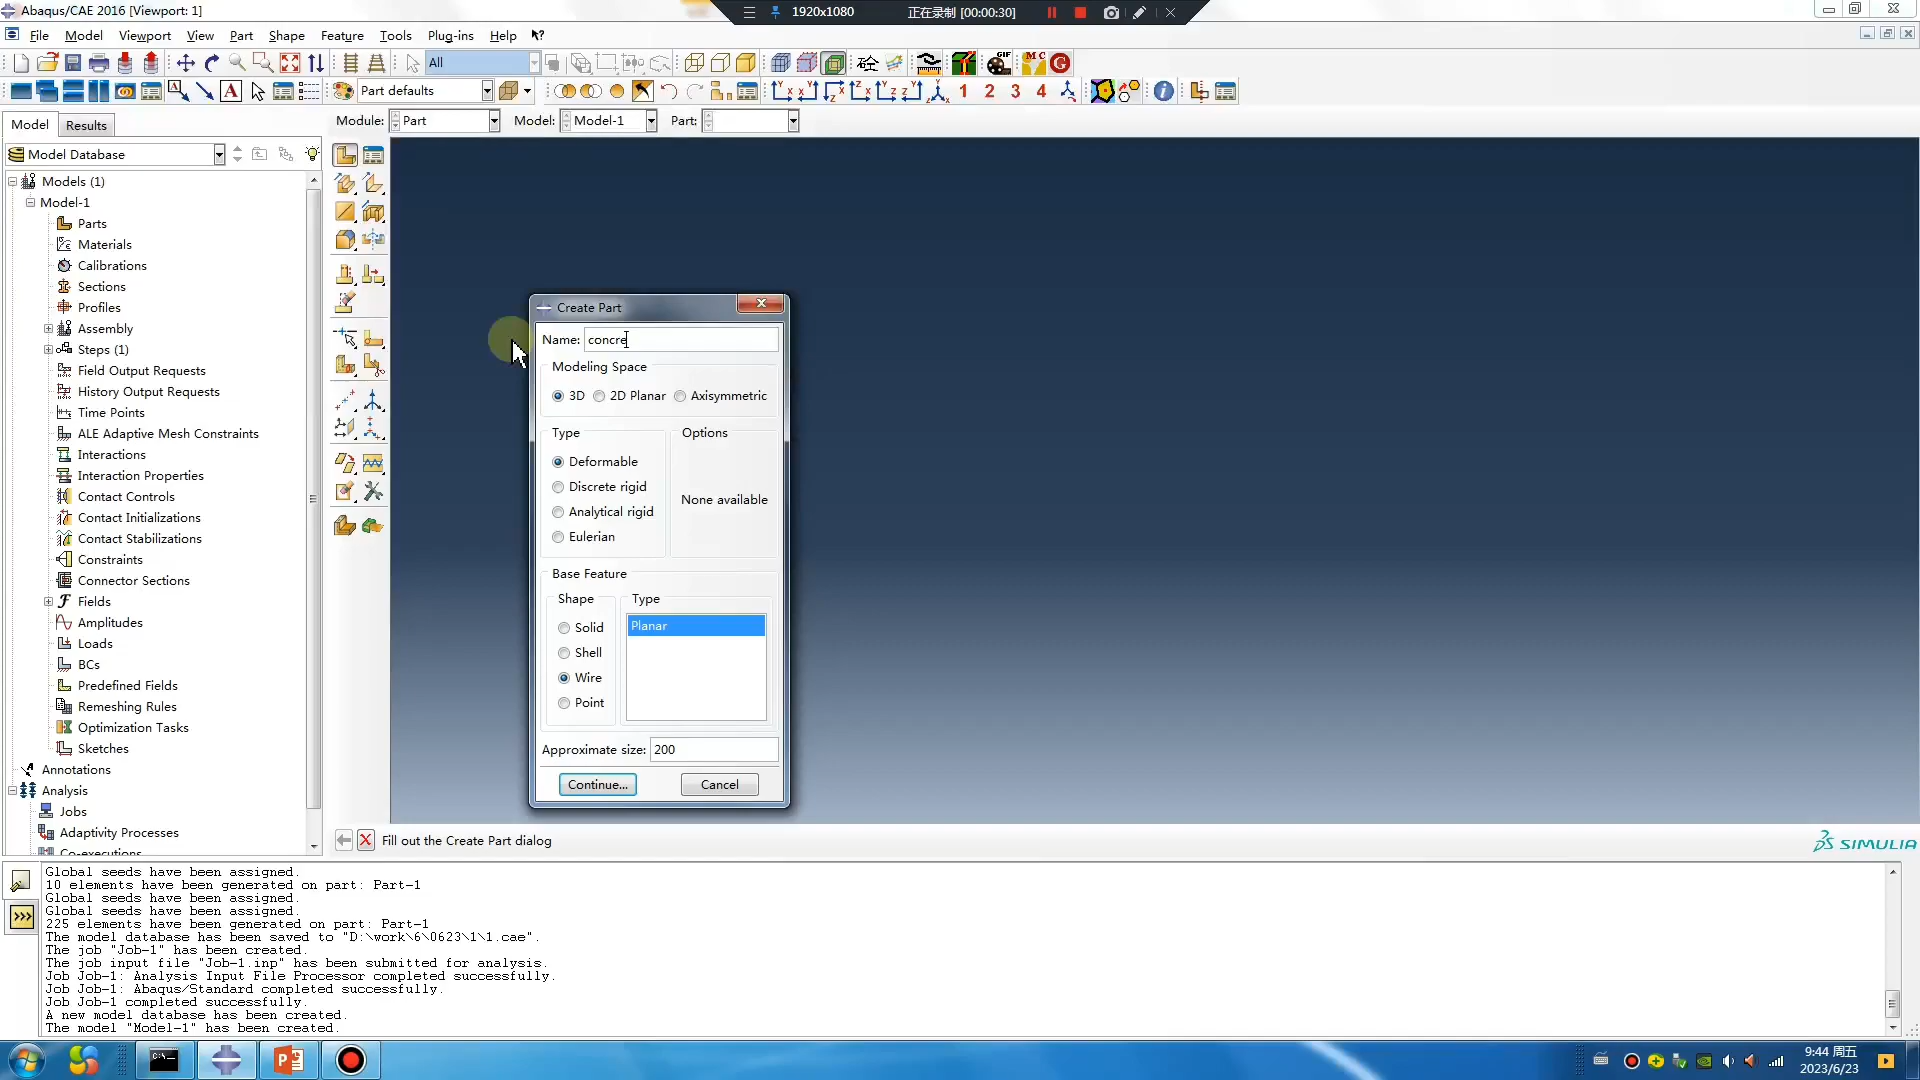 Abaqus/CAE 2016 [Viewport: 1]
1920x1080
正在录制 [00:00:30]
File Model Viewport View Part Shape Feature Tools Plug-ins Help
All
砼
GIF
M C
G
A
Part defaults
1 2 3 4
Model Results
Module: Part Model: Model-1 Part:
Model Database
Models (1)
Model-1
Parts
Materials
Calibrations
Sections
Profiles
Assembly
Steps (1)
Field Output Requests
History Output Requests
Time Points
ALE Adaptive Mesh Constraints
Interactions
Interaction Properties
Contact Controls
Contact Initializations
Contact Stabilizations
Constraints
Connector Sections
Fields
Amplitudes
Loads
BCs
Predefined Fields
Remeshing Rules
Optimization Tasks
Sketches
Annotations
Analysis
Jobs
Adaptivity Processes
Co-executions
Create Part
Name: concre
Modeling Space
3D 2D Planar Axisymmetric
Type Options
Deformable
Discrete rigid
Analytical rigid
Eulerian
None available
Base Feature
Shape Type
Solid
Shell
Wire
Point
Planar
Approximate size: 200
Continue... Cancel
Fill out the Create Part dialog
SIMULIA
Global seeds have been assigned.
10 elements have been generated on part: Part-1
Global seeds have been assigned.
Global seeds have been assigned.
225 elements have been generated on part: Part-1
The model database has been saved to "D:\work\6\0623\1\1.cae".
The job "Job-1" has been created.
The job input file "Job-1.inp" has been submitted for analysis.
Job Job-1: Analysis Input File Processor completed successfully.
Job Job-1: Abaqus/Standard completed successfully.
Job Job-1 completed successfully.
A new model database has been created.
The model "Model-1" has been created.
9:44 周五
2023/6/23